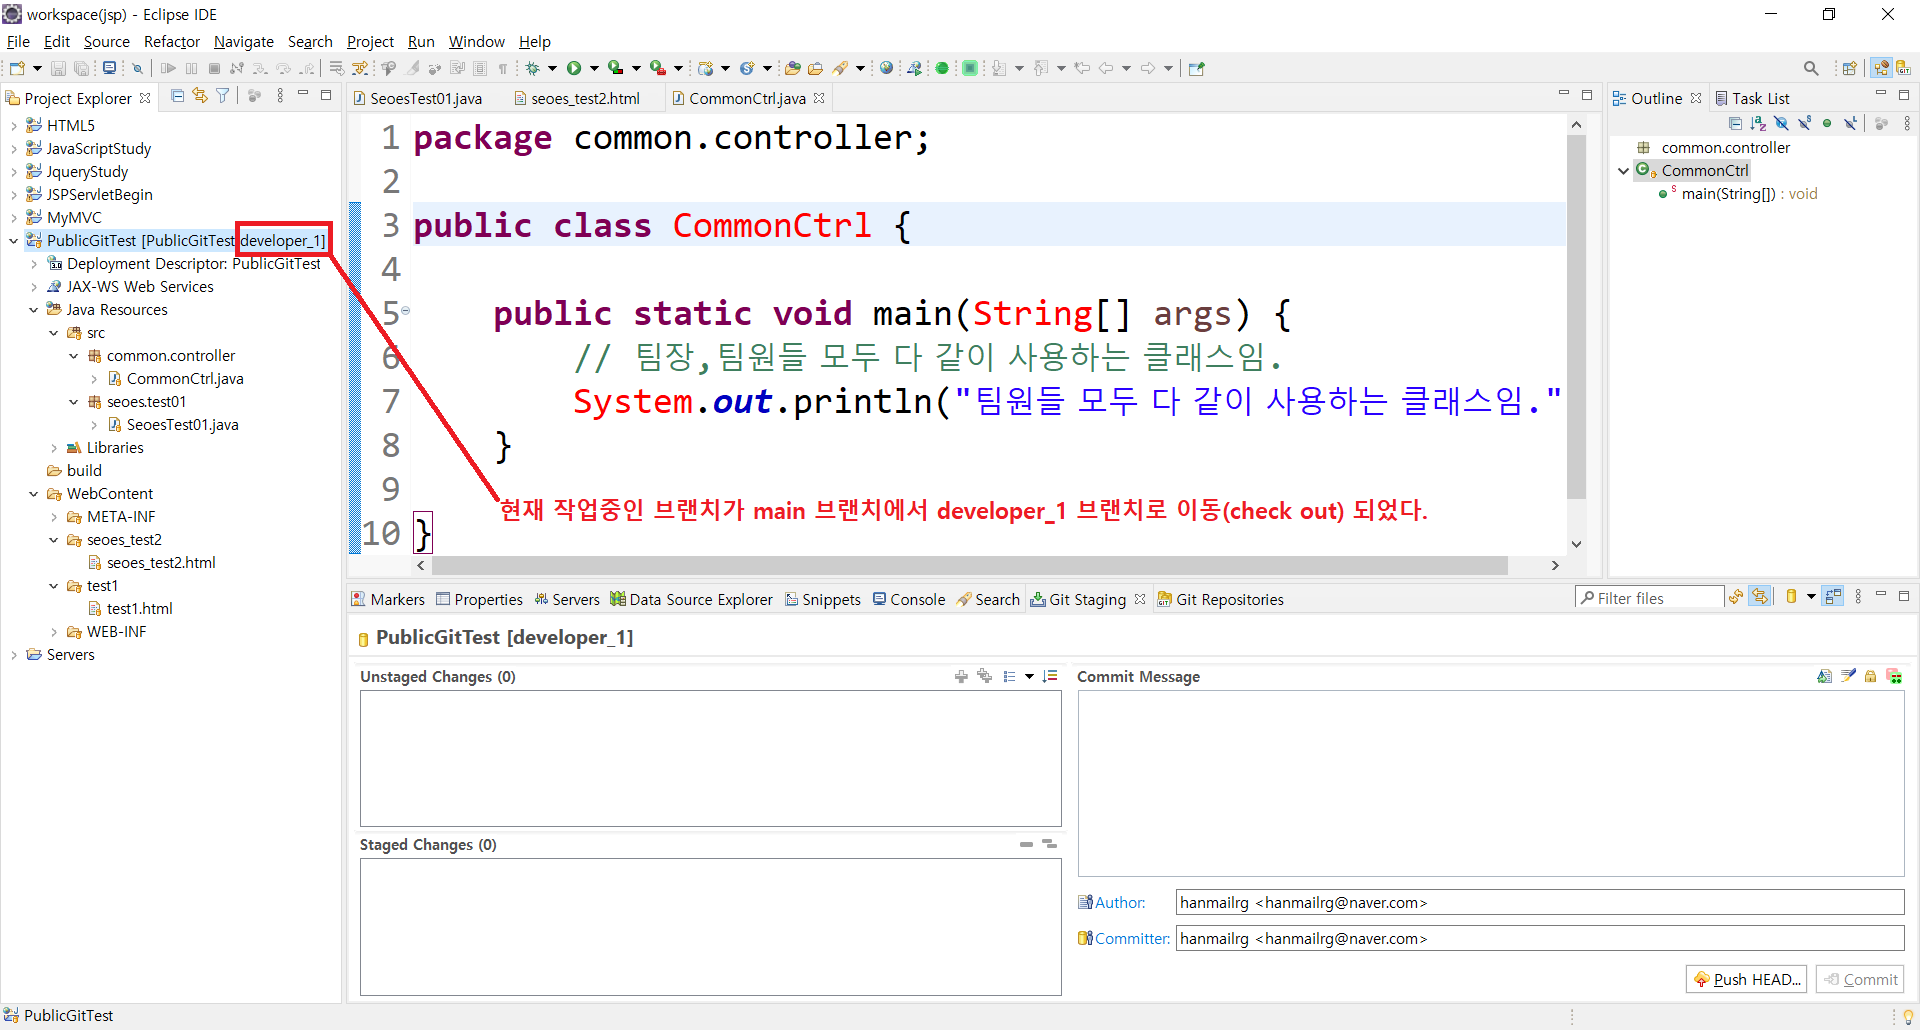 workspace(jsp) - Eclipse IDE
File Edit Source Refactor Navigate Search Project Run Window Help
Project Explorer
HTML5
JavaScriptStudy
JqueryStudy
JSPServletBegin
MyMVC
PublicGitTest [PublicGitTest developer_1]
Deployment Descriptor: PublicGitTest
JAX-WS Web Services
Java Resources
src
common.controller
CommonCtrl.java
seoes.test01
SeoesTest01.java
Libraries
build
WebContent
META-INF
seoes_test2
seoes_test2.html
test1
test1.html
WEB-INF
Servers
SeoesTest01.java seoes_test2.html CommonCtrl.java
1 package common.controller;
2
3 public class CommonCtrl {
4
5 public static void main(String[] args) {
6 // 팀장,팀원들 모두 다 같이 사용하는 클래스임.
7 System.out.println("팀원들 모두 다 같이 사용하는 클래스임."
8 }
9
현재 작업중인 브랜치가 main 브랜치에서 developer_1 브랜치로 이동(check out) 되었다.
10 }
Outline Task List
common.controller
CommonCtrl
main(String[]) : void
Markers Properties Servers Data Source Explorer Snippets Console Search Git Staging Git Repositories
Filter files
PublicGitTest [developer_1]
Unstaged Changes (0)
Staged Changes (0)
Commit Message
Author: hanmailrg <hanmailrg@naver.com>
Committer: hanmailrg <hanmailrg@naver.com>
Push HEAD... Commit
PublicGitTest